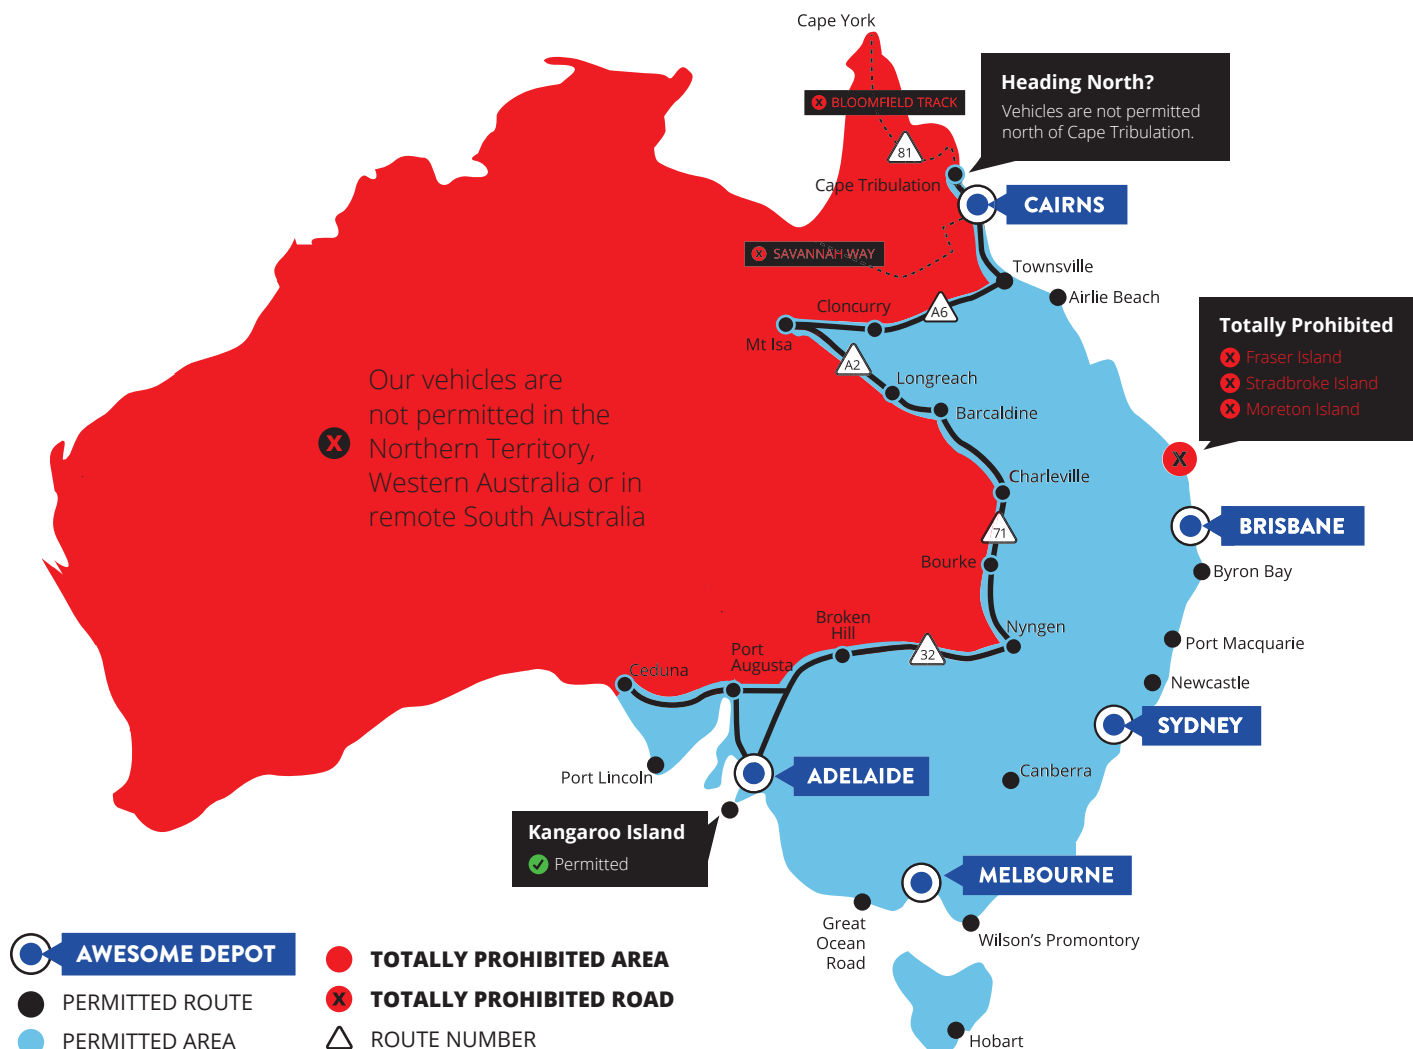 Cape York
Heading North?
Vehicles are not permitted
north of Cape Tribulation.
X BLOOMFIELD TRACK
81
Cape Tribulation
CAIRNS
X SAVANNAH WAY
Townsville
Airlie Beach
Cloncurry
A6
Mt Isa
A2
Totally Prohibited
X Fraser Island
X Stradbroke Island
X Moreton Island
Longreach
Barcaldine
Our vehicles are
not permitted in the
X Northern Territory,
Western Australia or in
remote South Australia
X
Charleville
71
BRISBANE
Bourke
Byron Bay
Broken
Hill
Nyngen
32
Port
Augusta
Port Macquarie
Ceduna
Newcastle
SYDNEY
Port Lincoln
ADELAIDE
Canberra
Kangaroo Island
Permitted
MELBOURNE
Great
Ocean
Road
Wilson's Promontory
Hobart
AWESOME DEPOT
PERMITTED ROUTE
PERMITTED AREA
TOTALLY PROHIBITED AREA
X TOTALLY PROHIBITED ROAD
ROUTE NUMBER